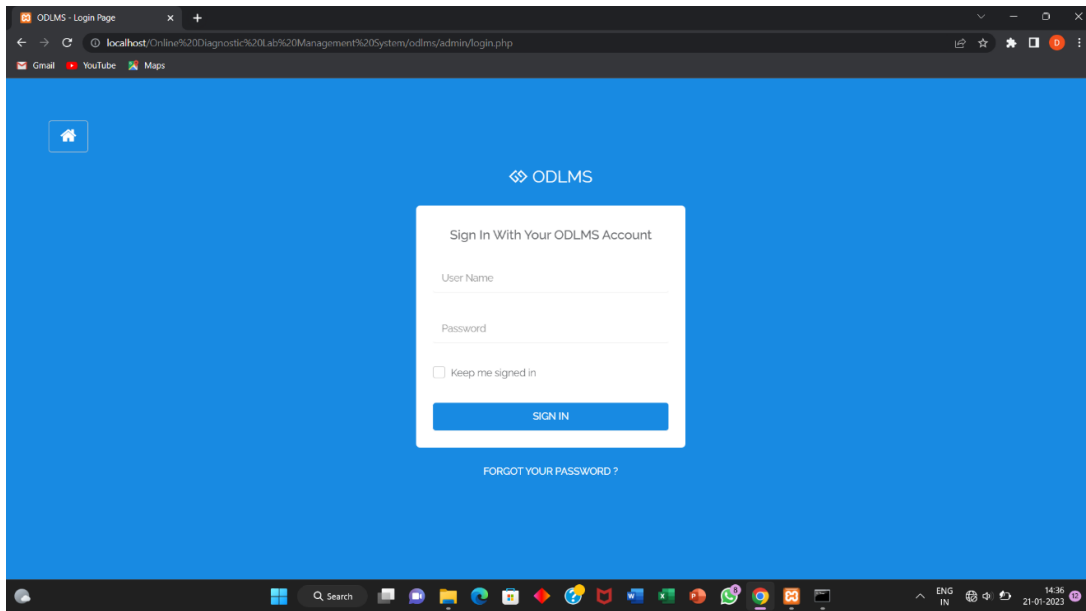 ODLMS - Login Page
localhost/Online%20Diagnostic%20Lab%20Management%20System/odlms/admin/login.php
D
Gmail YouTube Maps
ODLMS
Sign In With Your ODLMS Account
User Name
Password
Keep me signed in
SIGN IN
FORGOT YOUR PASSWORD ?
Search
8
ENG
IN
14:36
21-01-2023
12